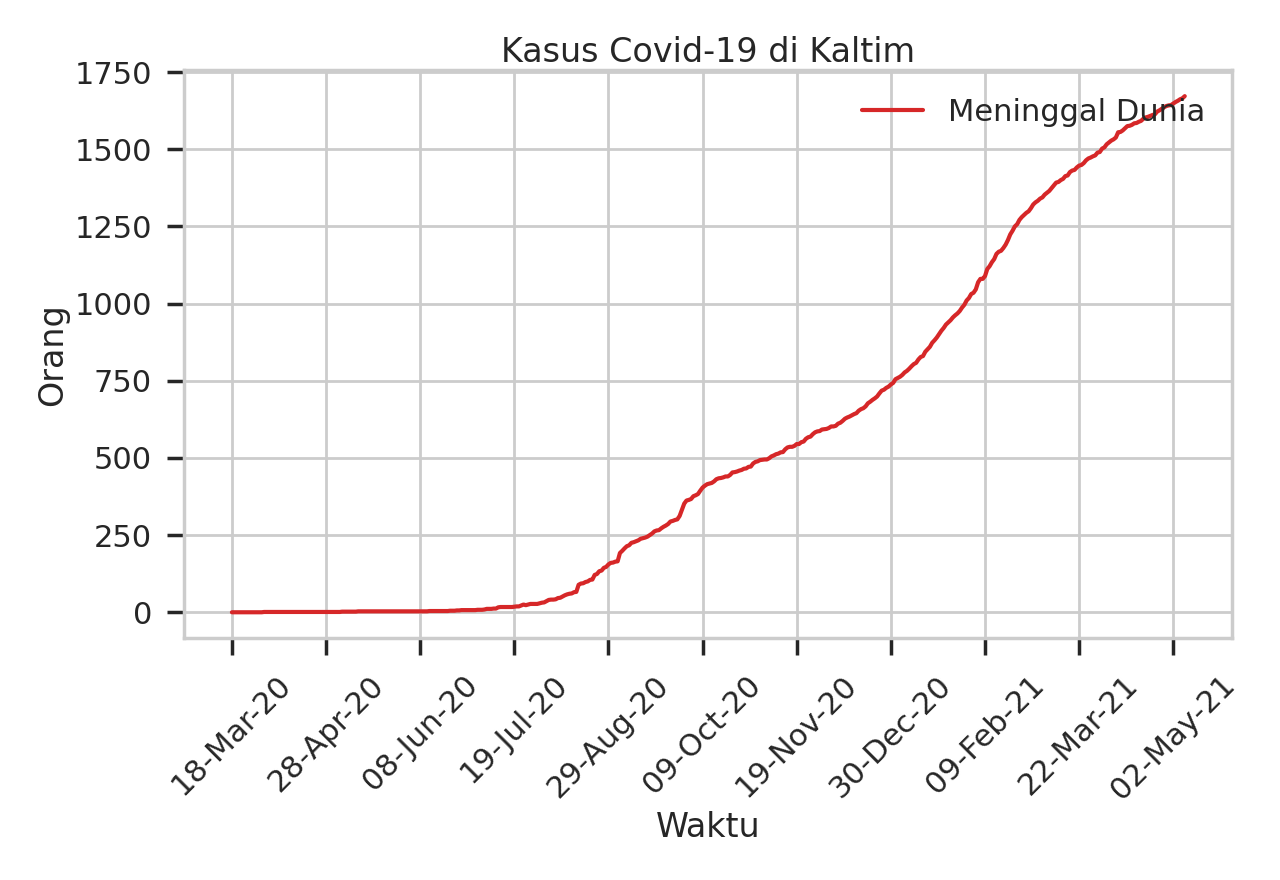 Kasus Covid-19 di Kaltim
Meninggal Dunia
Orang
1750
1500
1250
1000
750
500
250
0
18-Mar-20
28-Apr-20
08-Jun-20
19-Jul-20
29-Aug-20
09-Oct-20
19-Nov-20
30-Dec-20
09-Feb-21
22-Mar-21
02-May-21
Waktu